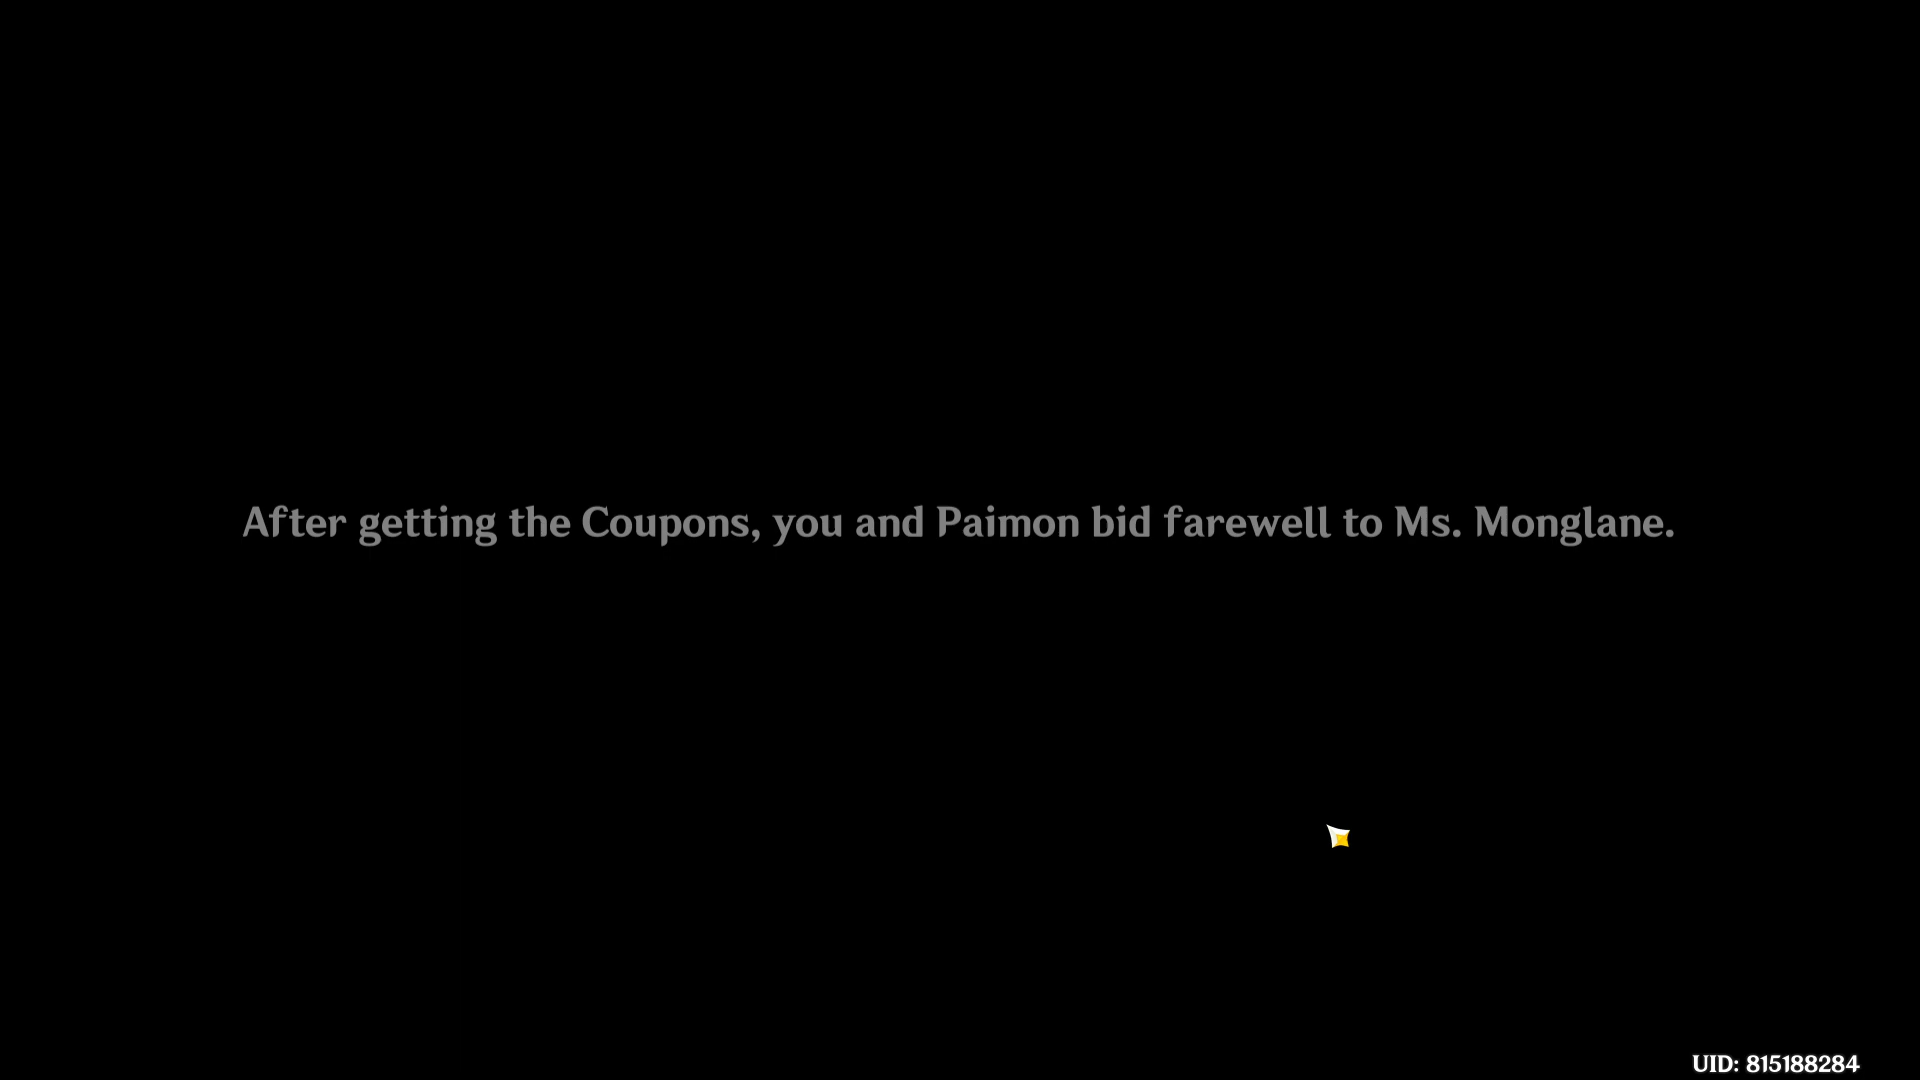 After getting the Coupons, you and Paimon bid farewell to Ms. Monglane.
UID: 815188284